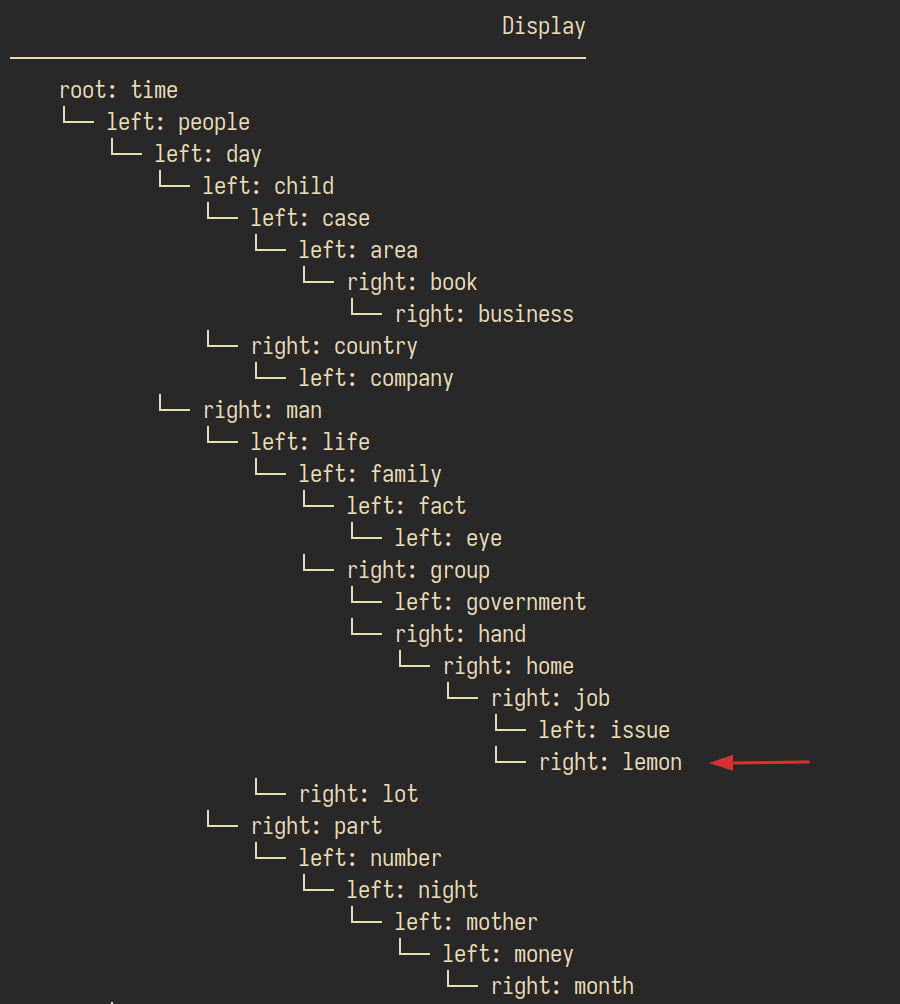 Display
root: time
left: people
left: day
left: child
left: case
left: area
right: book
right: business
right: country
left: company
right: man
left: life
left: family
left: fact
left: eye
right: group
left: government
right: hand
right: home
right: job
left: issue
right: lemon
right: lot
right: part
left: number
left: night
left: mother
left: money
right: month